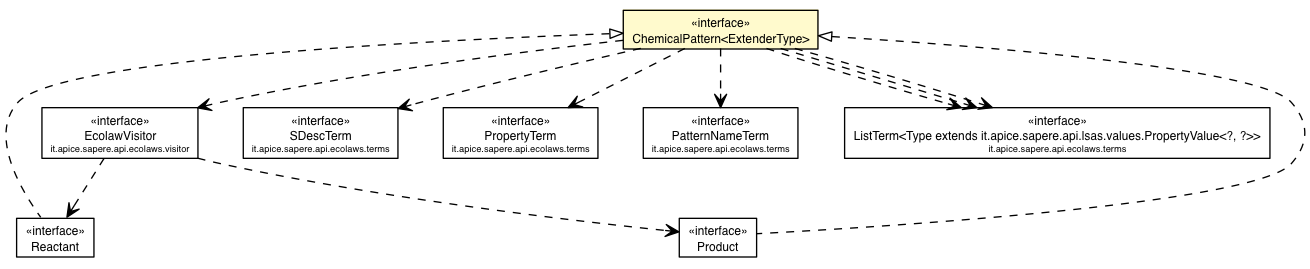 «interface»
ChemicalPattern<ExtenderType>
«interface»
EcolawVisitor
it.apice.sapere.api.ecolaws.visitor
«interface»
SDescTerm
it.apice.sapere.api.ecolaws.terms
«interface»
PropertyTerm
it.apice.sapere.api.ecolaws.terms
«interface»
PatternNameTerm
it.apice.sapere.api.ecolaws.terms
«interface»
ListTerm<Type extends it.apice.sapere.api.lsas.values.PropertyValue<?, ?>>
it.apice.sapere.api.ecolaws.terms
«interface»
Reactant
«interface»
Product